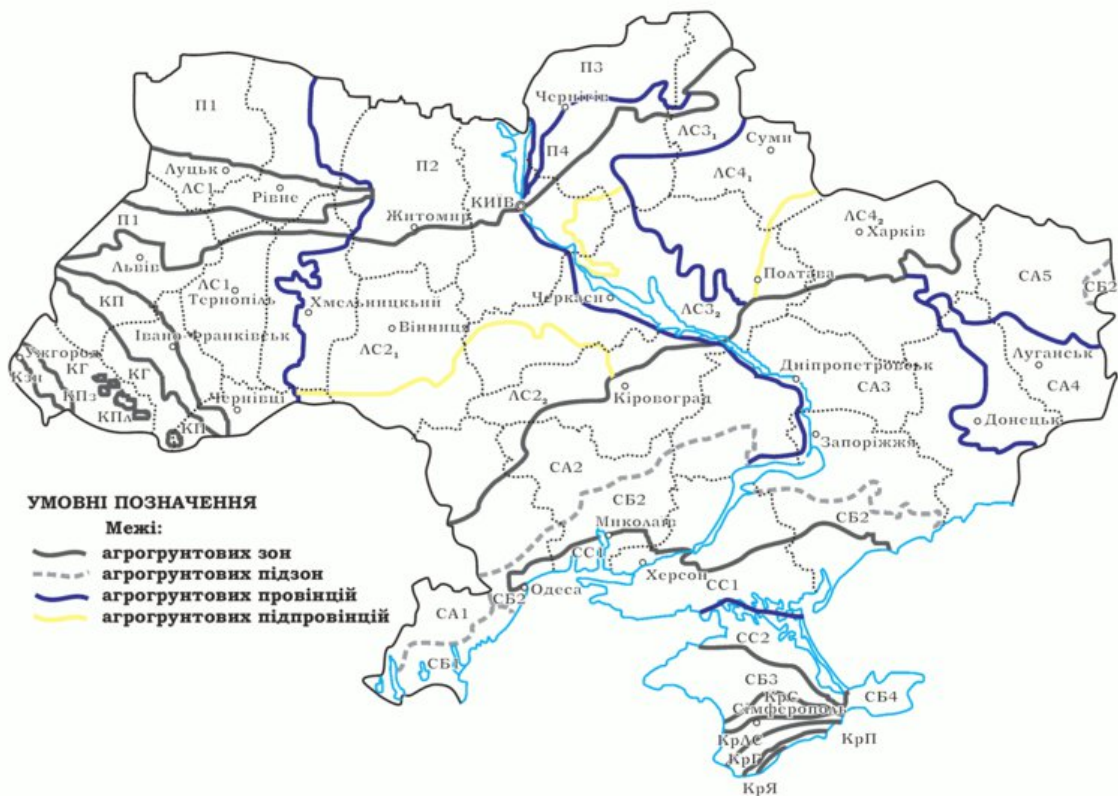 П3
Чернігів
П1
П4
ЛС3₁
Суми
П2
ЛС4₁
Луцьк
ЛС1
Рівне
КИЇВ
П1
Житомир
ЛС4₂
Харків
Львів
ЛС1
Тернопіль
Полтава
СА5
СБ2
КП
Хмельницький
Черкаси
ЛС3₂
Івано-Франківськ
Вінниця
ЛС2₁
Ужгород
КГ
КГ
Кзн
КПз
КПл
КП
Чернівці
Дніпропетровськ
СА3
Луганськ
СА4
ЛС2₂
Кіровоград
Донецьк
Запоріжжя
СА2
СБ2
СБ2
Миколаїв
СС1
Херсон
СС1
Одеса
СБ2
СА1
СБ4
СС2
СБ3
КрС
Сімферополь
СБ4
КрЛС
КрП
КрБ
КрЯ
УМОВНІ ПОЗНАЧЕННЯ
Межі:
агрогрунтових зон
агрогрунтових підзон
агрогрунтових провінцій
агрогрунтових підпровінцій